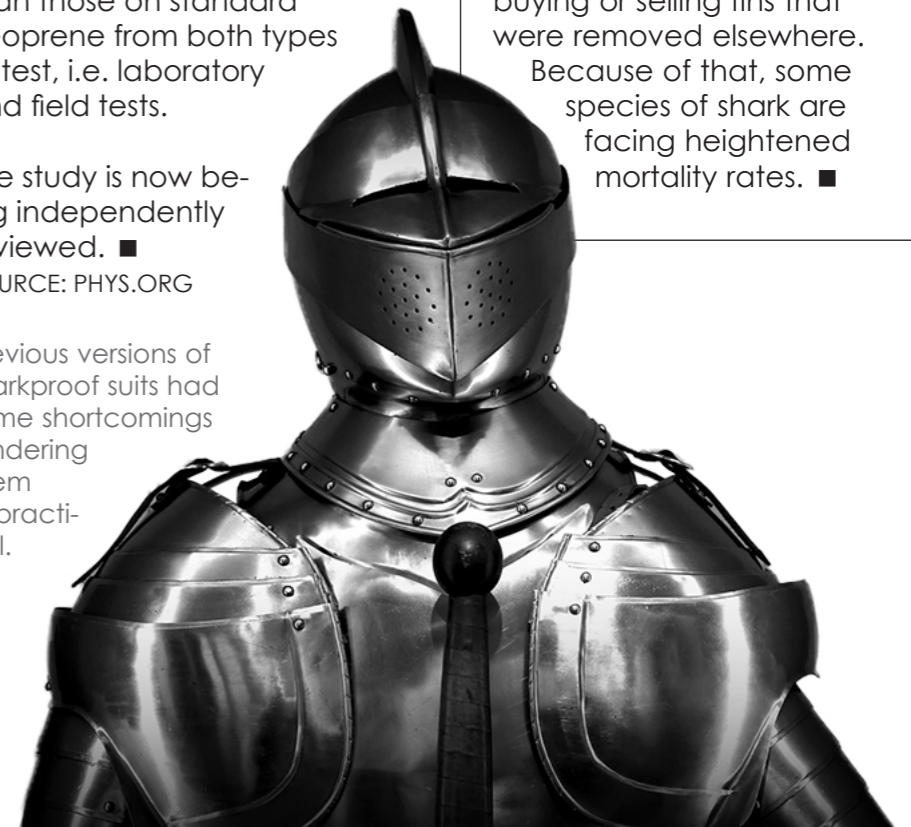 an those on standard
eoprene from both types
test, i.e. laboratory
nd field tests.
e study is now be-
g independently
viewed. ■
URCE: PHYS.ORG
evious versions of
arkproof suits had
me shortcomings
ndering
em
practi-
l.
buying or selling fins that
were removed elsewhere.
Because of that, some
species of shark are
facing heightened
mortality rates. ■